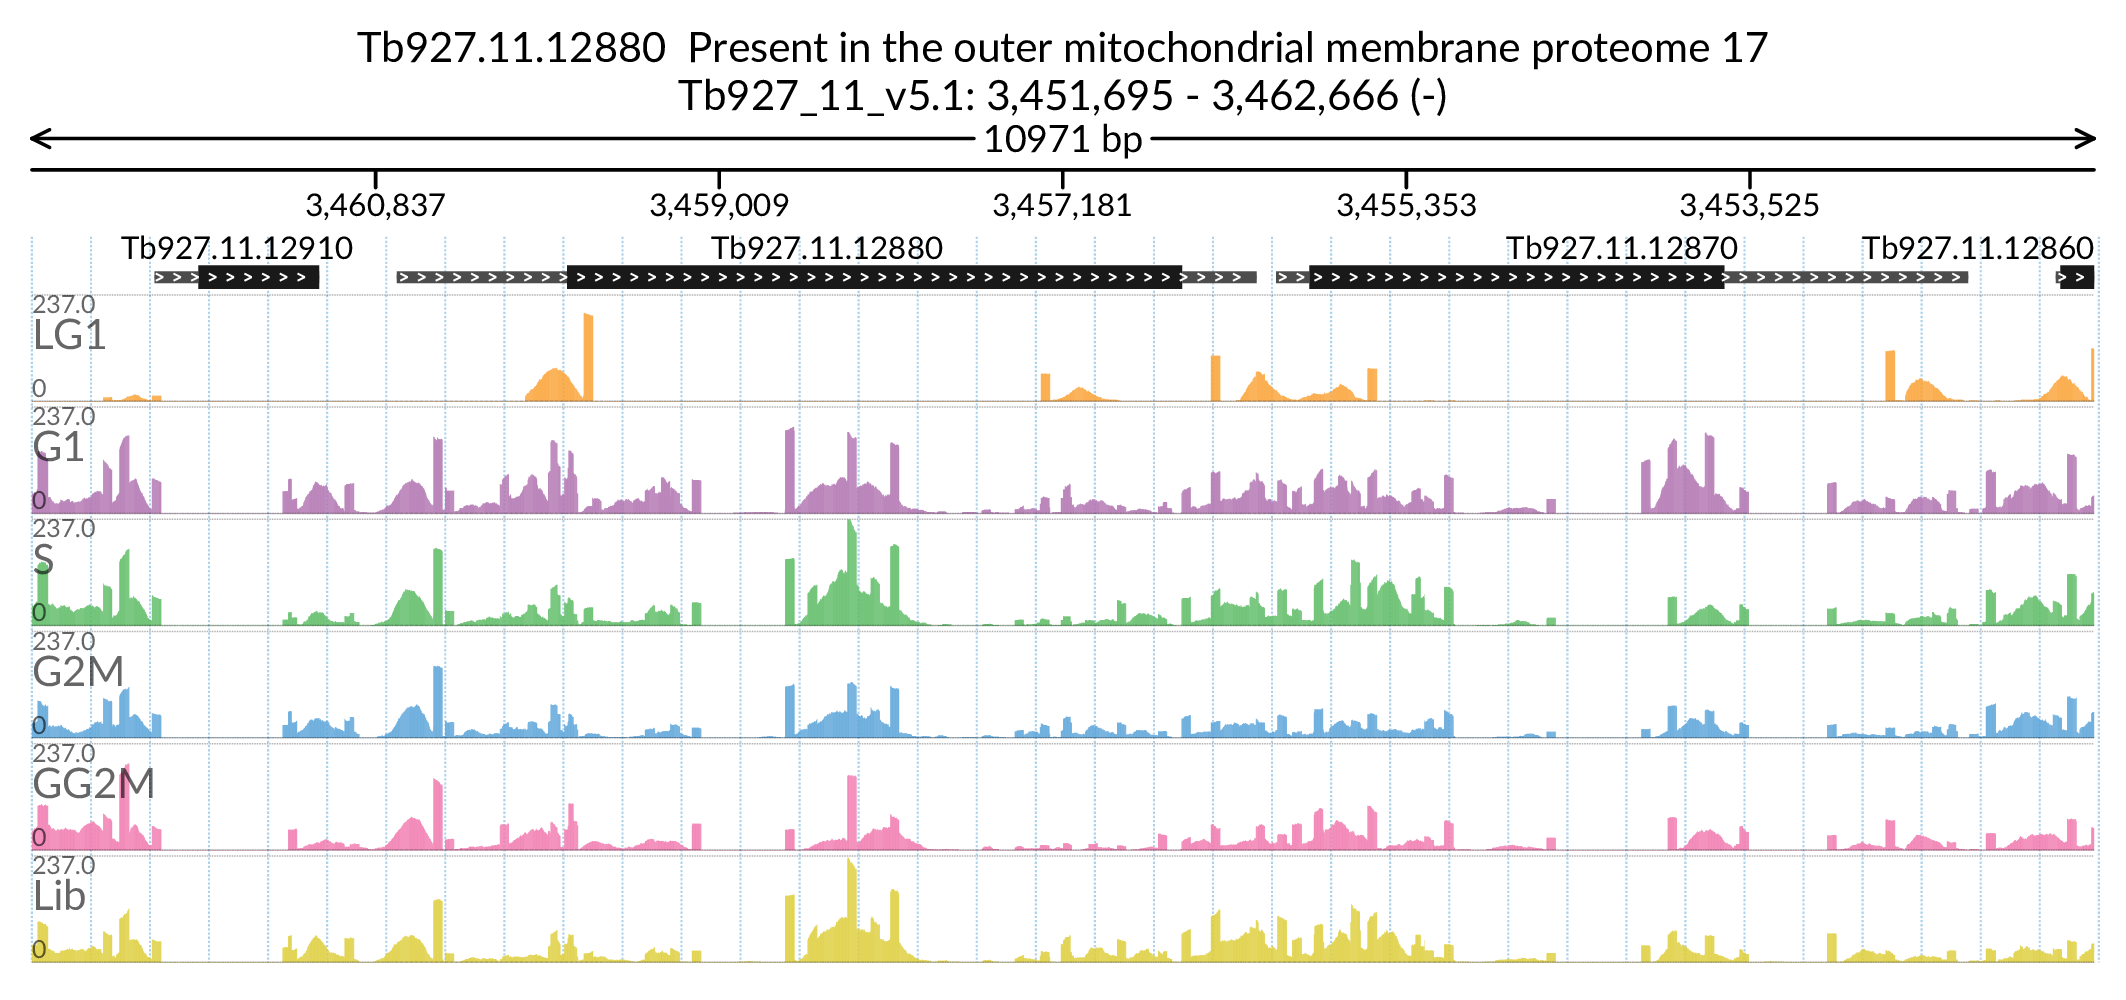 Tb927.11.12880  Present in the outer mitochondrial membrane proteome 17
Tb927_11_v5.1: 3,451,695 - 3,462,666 (-)
10971 bp
3,460,837 3,459,009 3,457,181 3,455,353 3,453,525
Tb927.11.12910 Tb927.11.12880 Tb927.11.12870 Tb927.11.12860
237.0
LG1
0
237.0
G1
0
237.0
S
0
237.0
G2M
0
237.0
GG2M
0
237.0
Lib
0